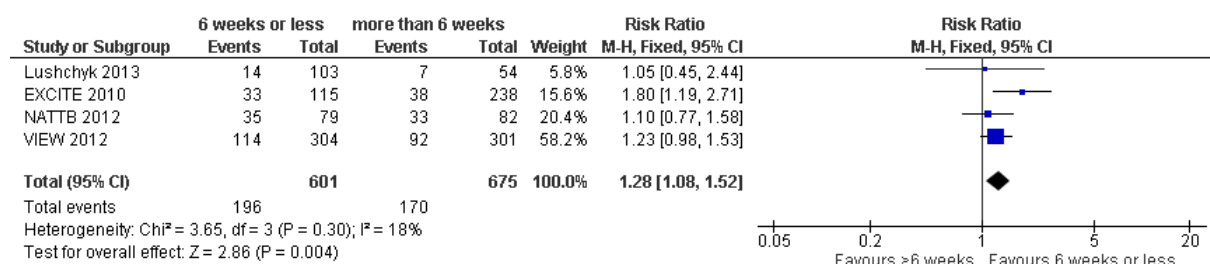 6 weeks or less more than 6 weeks Risk Ratio Risk Ratio
Study or Subgroup Events Total Events Total Weight M-H, Fixed, 95% CI M-H, Fixed, 95% CI
Lushchyk 2013 14 103 7 54 5.8% 1.05 [0.45, 2.44]
EXCITE 2010 33 115 38 238 15.6% 1.80 [1.19, 2.71]
NATTB 2012 35 79 33 82 20.4% 1.10 [0.77, 1.58]
VIEW 2012 114 304 92 301 58.2% 1.23 [0.98, 1.53]
Total (95% CI) 601 675 100.0% 1.28 [1.08, 1.52]
Total events 196 170
Heterogeneity: Chi² = 3.65, df = 3 (P = 0.30); I² = 18%
Test for overall effect: Z = 2.86 (P = 0.004)
0.05 0.2 1 5 20
Favours >6 weeks Favours 6 weeks or less